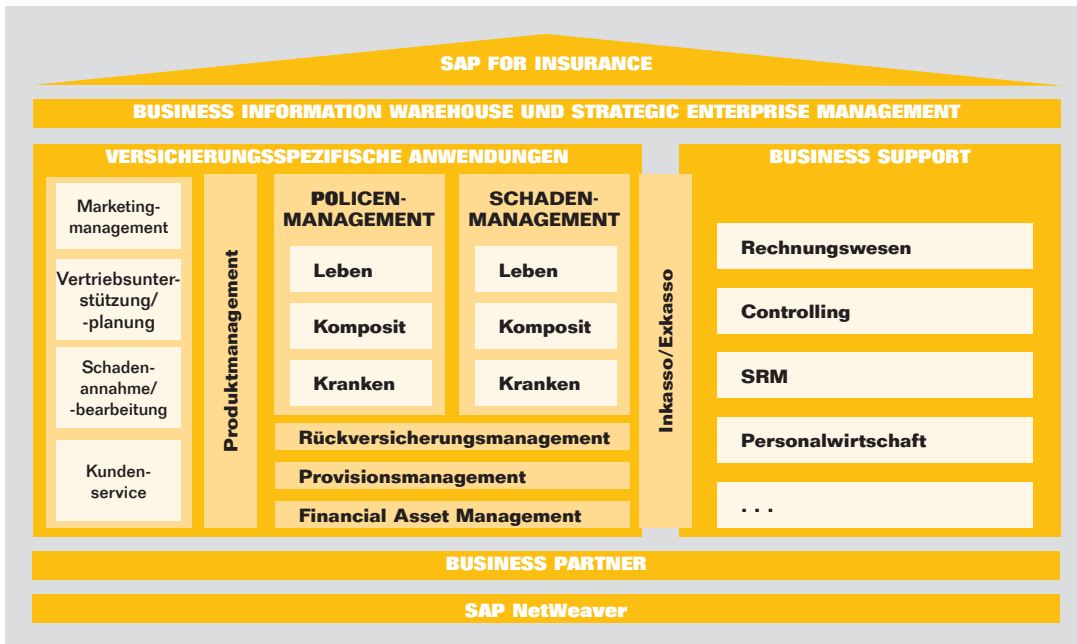 SAP FOR INSURANCE
BUSINESS INFORMATION WAREHOUSE UND STRATEGIC ENTERPRISE MANAGEMENT
VERSICHERUNGSSPEZIFISCHE ANWENDUNGEN
Marketing-
management
Vertriebsunter-
stützung/
-planung
Schaden-
annahme/
-bearbeitung
Kunden-
service
Produktmanagement
POLICEN-
MANAGEMENT
Leben
Komposit
Kranken
SCHADEN-
MANAGEMENT
Leben
Komposit
Kranken
Rückversicherungsmanagement
Provisionsmanagement
Financial Asset Management
Inkasso/Exkasso
BUSINESS SUPPORT
Rechnungswesen
Controlling
SRM
Personalwirtschaft
. . .
BUSINESS PARTNER
SAP NetWeaver